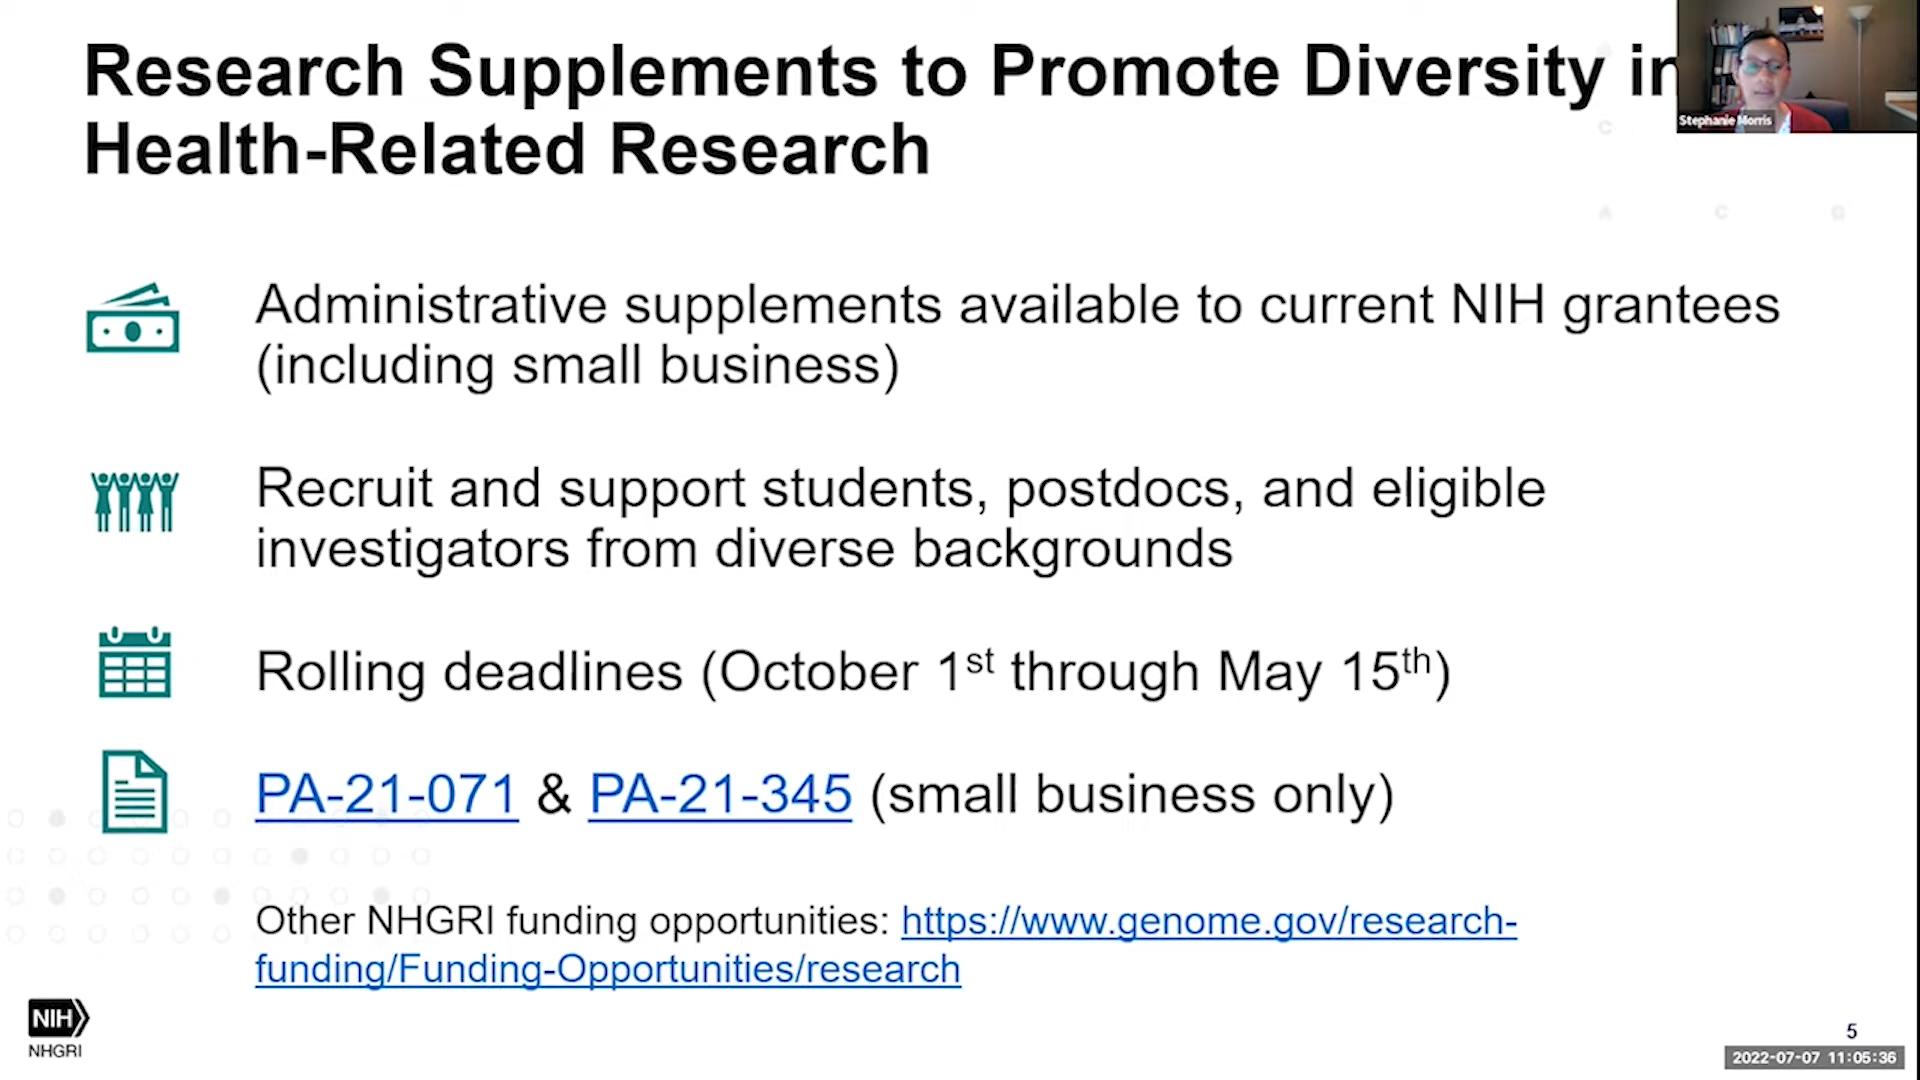 Research Supplements to Promote Diversity in
Health-Related Research
Stephanie Morris
C
A C G
Administrative supplements available to current NIH grantees
(including small business)
Recruit and support students, postdocs, and eligible
investigators from diverse backgrounds
Rolling deadlines (October 1st through May 15th)
PA-21-071 & PA-21-345 (small business only)
Other NHGRI funding opportunities: https://www.genome.gov/research-
funding/Funding-Opportunities/research
NIH
NHGRI
5
2022-07-07 11:05:36